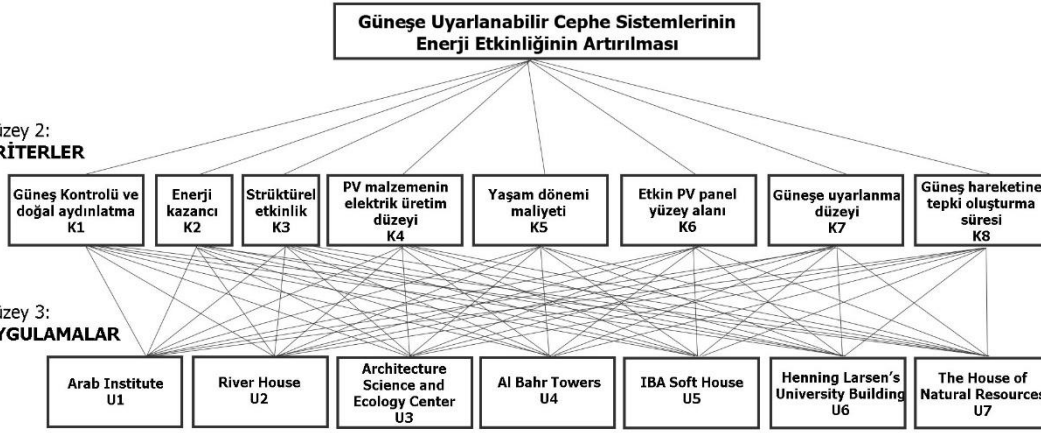 Güneşe Uyarlanabilir Cephe Sistemlerinin
Enerji Etkinliğinin Artırılması
üzey 2:
RİTERLER
Güneş Kontrolü ve
doğal aydınlatma
K1
Enerji
kazancı
K2
Strüktürel
etkinlik
K3
PV malzemenin
elektrik üretim
düzeyi
K4
Yaşam dönemi
maliyeti
K5
Etkin PV panel
yüzey alanı
K6
Güneşe uyarlanma
düzeyi
K7
Güneş hareketine
tepki oluşturma
süresi
K8
üzey 3:
YGULAMALAR
Arab Institute
U1
River House
U2
Architecture
Science and
Ecology Center
U3
Al Bahr Towers
U4
IBA Soft House
U5
Henning Larsen's
University Building
U6
The House of
Natural Resources
U7